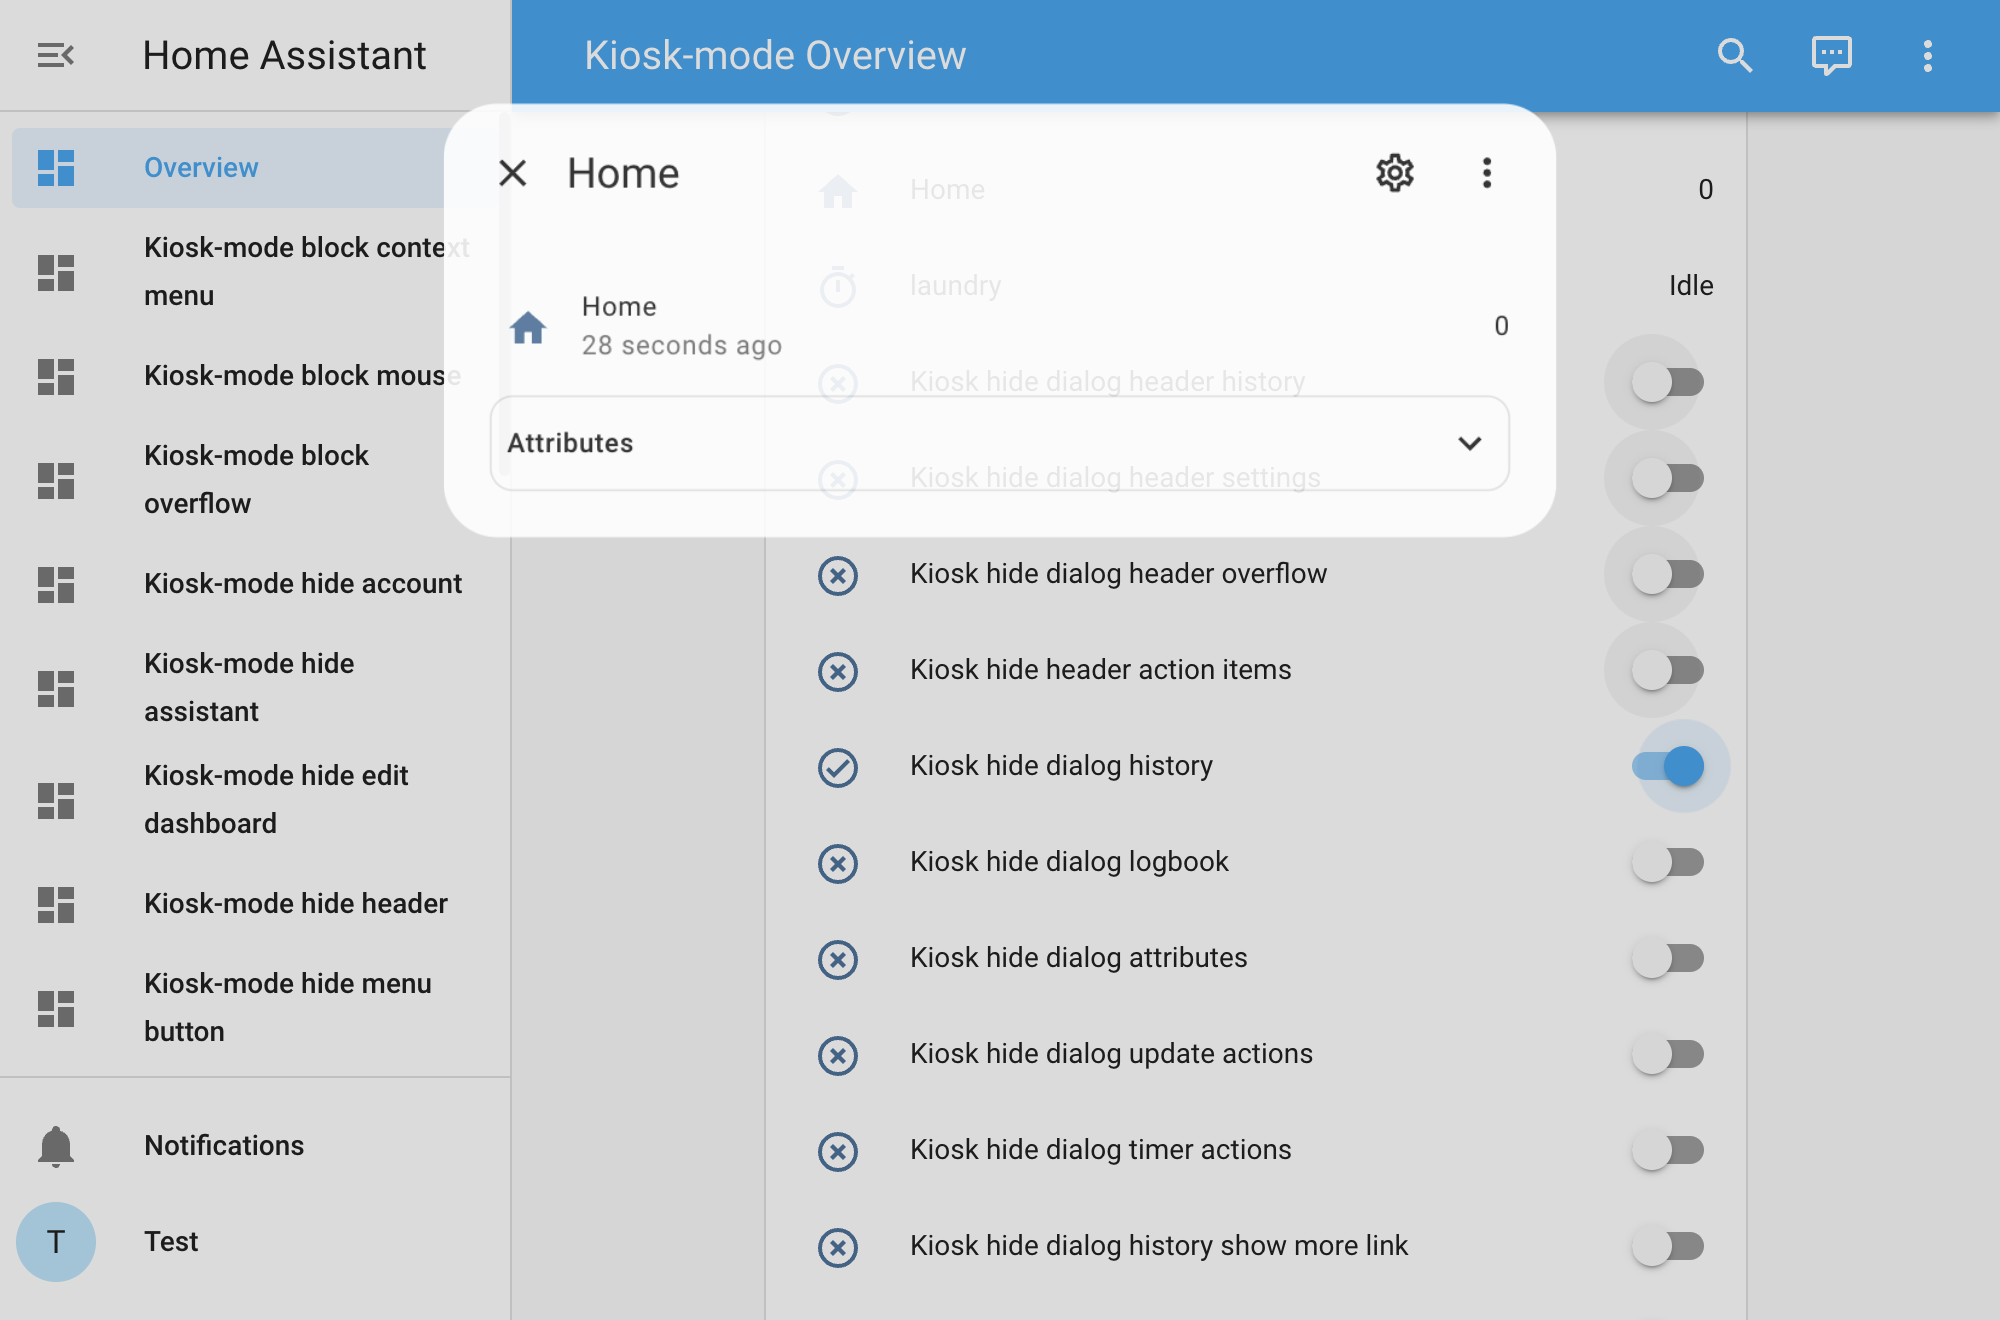 Home Assistant
Kiosk-mode Overview
Overview
Kiosk-mode block context
menu
Kiosk-mode block mouse
Kiosk-mode block
overflow
Kiosk-mode hide account
Kiosk-mode hide
assistant
Kiosk-mode hide edit
dashboard
Kiosk-mode hide header
Kiosk-mode hide menu
button
Notifications
T
Test
Home
Home
28 seconds ago
0
Attributes
Home
0
laundry
Idle
Kiosk hide dialog header history
Kiosk hide dialog header settings
Kiosk hide dialog header overflow
Kiosk hide header action items
Kiosk hide dialog history
Kiosk hide dialog logbook
Kiosk hide dialog attributes
Kiosk hide dialog update actions
Kiosk hide dialog timer actions
Kiosk hide dialog history show more link